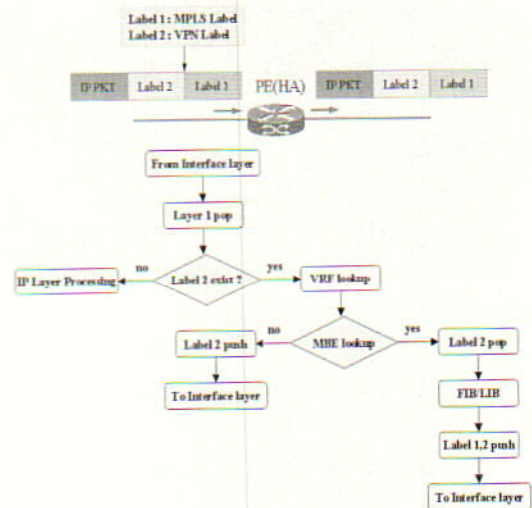 Label 1 : MPLS Label
Label 2 : VPN Label
IP PKT
Label 2
Label 1
PE(HA)
IP PKT
Label 2
Label 1
From Interface layer
Layer 1 pop
Label 2 exist ?
no
yes
IP Layer Processing
VRF lookup
MBE lookup
no
yes
Label 2 push
Label 2 pop
To Interface layer
FIB/LIB
Label 1,2 push
To Interface layer